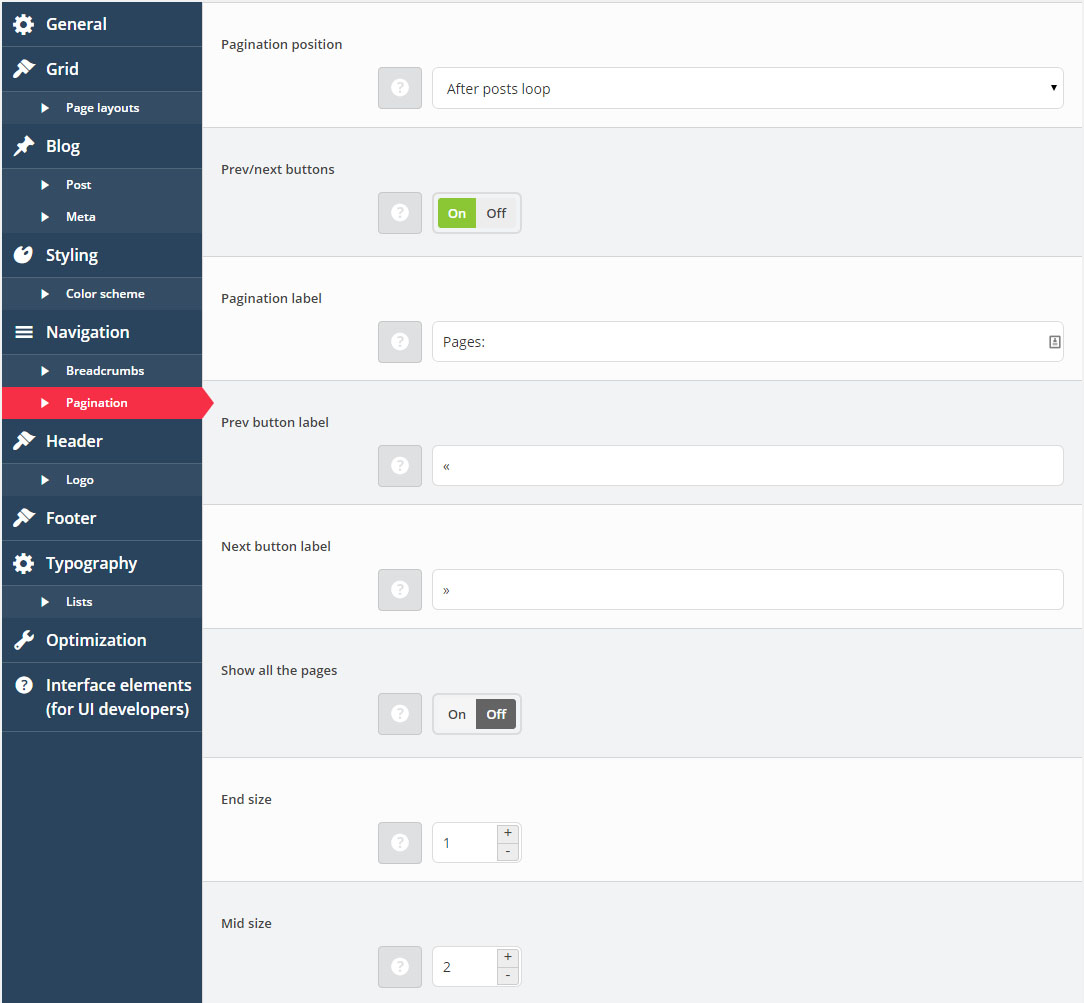 General
Grid
Page layouts
Blog
Post
Meta
Styling
Color scheme
Navigation
Breadcrumbs
Pagination
Header
Logo
Footer
Typography
Lists
Optimization
Interface elements
(for UI developers)
Pagination position
? After posts loop
Prev/next buttons
? On Off
Pagination label
? Pages:
Prev button label
? «
Next button label
? »
Show all the pages
? On Off
End size
? 1 + -
Mid size
? 2 + -